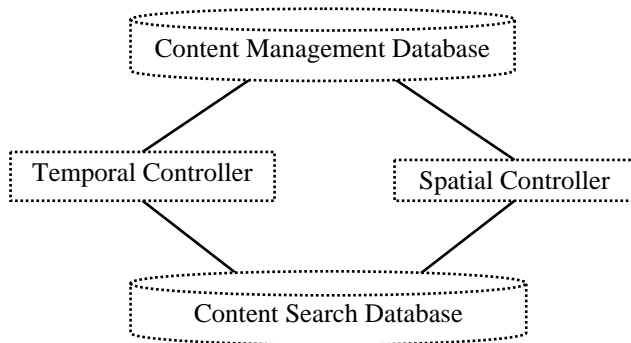 Content Management Database
Temporal Controller
Spatial Controller
Content Search Database